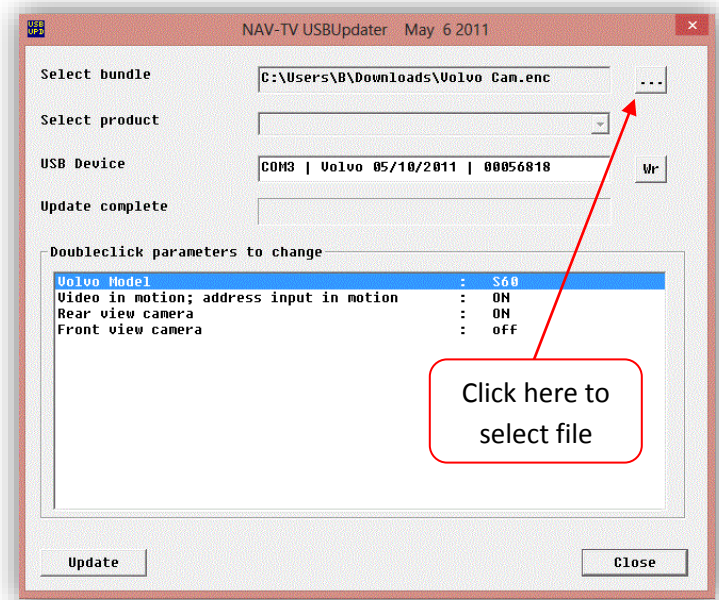 USB
UPD
NAV-TV USBUpdater May 6 2011
Select bundle
C:\Users\B\Downloads\Volvo Cam.enc
...
Select product
USB Device
COM3 | Volvo 05/10/2011 | 00056818
Wr
Update complete
Doubleclick parameters to change
Volvo Model : S60
Video in motion; address input in motion : ON
Rear view camera : ON
Front view camera : off
Click here to
select file
Update
Close